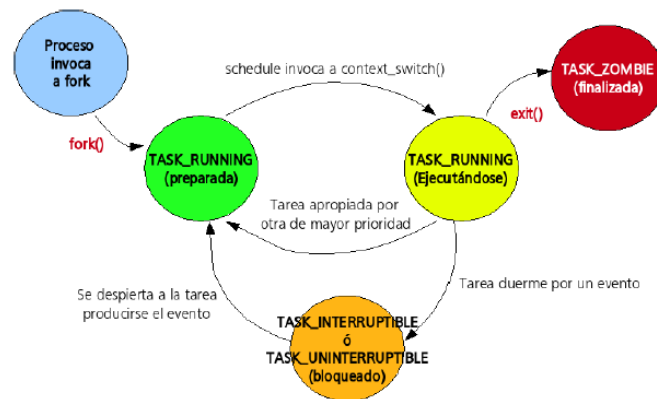 Proceso
invoca
a fork
fork()
schedule invoca a context_switch()
TASK_ZOMBIE
(finalizada)
exit()
TASK_RUNNING
(preparada)
TASK_RUNNING
(Ejecutándose)
Tarea apropiada por
otra de mayor prioridad
Se despierta a la tarea
producirse el evento
Tarea duerme por un evento
TASK_INTERRUPTIBLE
ó
TASK_UNINTERRUPTIBLE
(bloqueado)